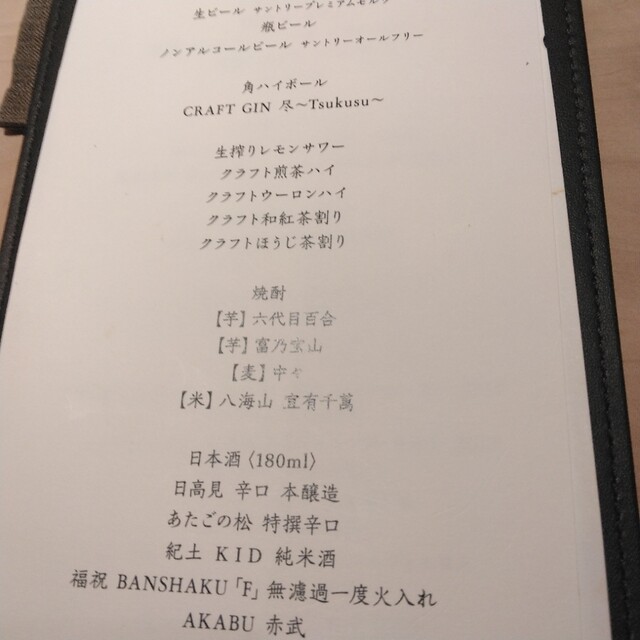 生ビール サントリープレミアムモルツ
瓶ビール
ノンアルコールビール サントリーオールフリー
角ハイボール
CRAFT GIN 尽～Tsukusu～
生搾りレモンサワー
クラフト煎茶ハイ
クラフトウーロンハイ
クラフト和紅茶割り
クラフトほうじ茶割り
焼酎
【芋】六代目百合
【芋】富乃宝山
【麦】中々
【米】八海山 宜有千萬
日本酒〈180ml〉
日高見 辛口 本醸造
あたごの松 特撰辛口
紀土 KID 純米酒
福祝 BANSHAKU「F」無濾過一度火入れ
AKABU 赤武